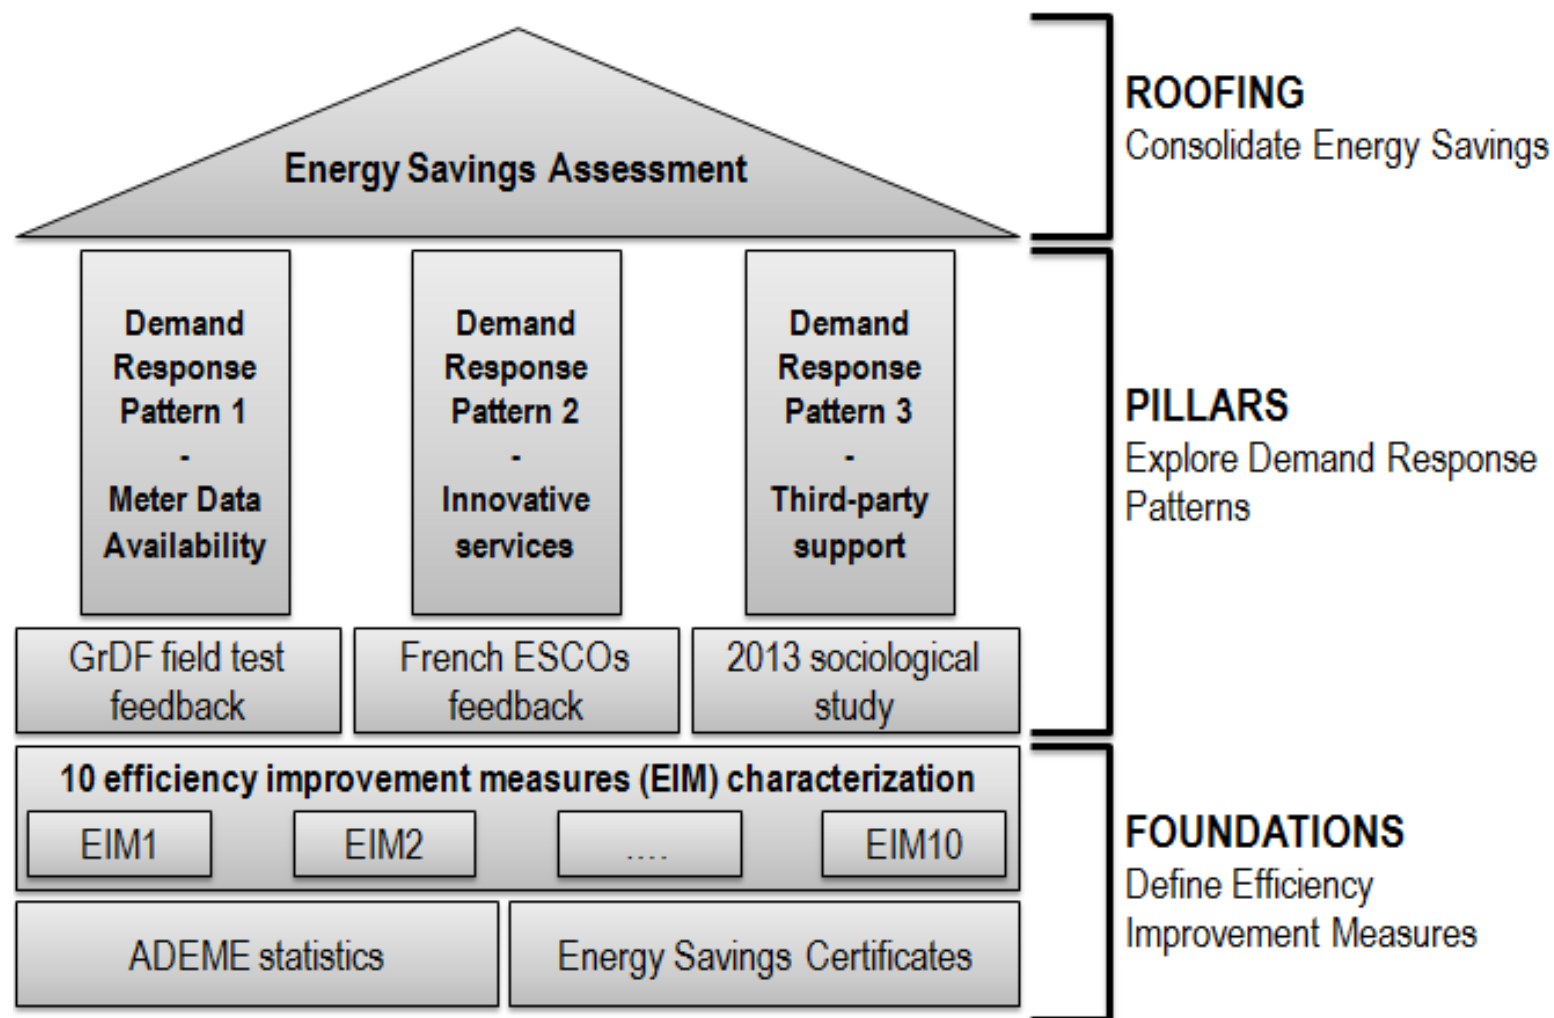 Energy Savings Assessment
ROOFING
Consolidate Energy Savings
Demand
Response
Pattern 1
-
Meter Data
Availability
Demand
Response
Pattern 2
-
Innovative
services
Demand
Response
Pattern 3
-
Third-party
support
PILLARS
Explore Demand Response
Patterns
GrDF field test
feedback
French ESCOs
feedback
2013 sociological
study
10 efficiency improvement measures (EIM) characterization
EIM1
EIM2
....
EIM10
ADEME statistics
Energy Savings Certificates
FOUNDATIONS
Define Efficiency
Improvement Measures